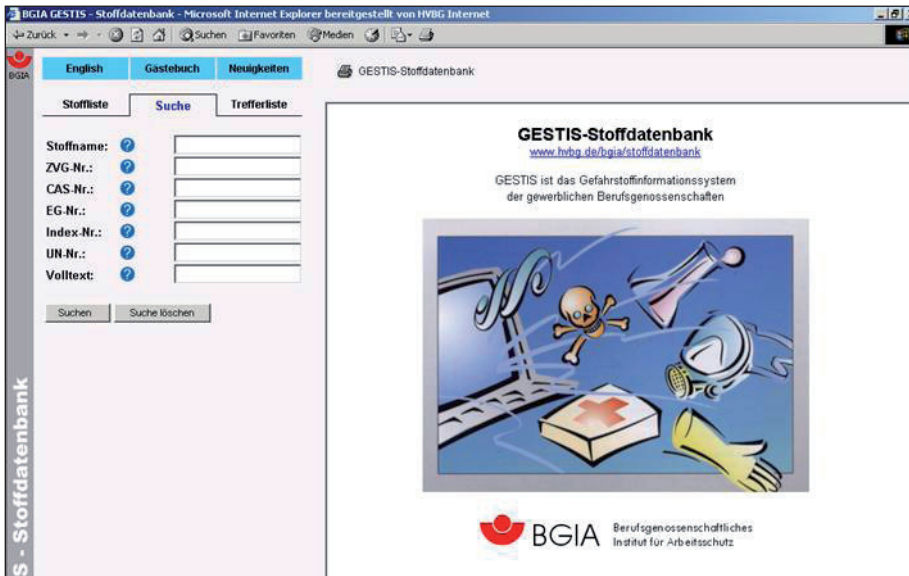 BGIA GESTIS - Stoffdatenbank - Microsoft Internet Explorer bereitgestellt von HVBG Internet
Zurück
Suchen
Favoriten
Medien
BGIA
English
Gästebuch
Neuigkeiten
GESTIS-Stoffdatenbank
Stoffliste
Suche
Trefferliste
Stoffname:
ZVG-Nr.:
CAS-Nr.:
EG-Nr.:
Index-Nr.:
UN-Nr.:
Volltext:
Suchen
Suche löschen
S - Stoffdatenbank
GESTIS-Stoffdatenbank
www.hvbg.de/bgia/stoffdatenbank
GESTIS ist das Gefahrstoffinformationssystem
der gewerblichen Berufsgenossenschaften
BGIA
Berufsgenossenschaftliches
Institut für Arbeitsschutz